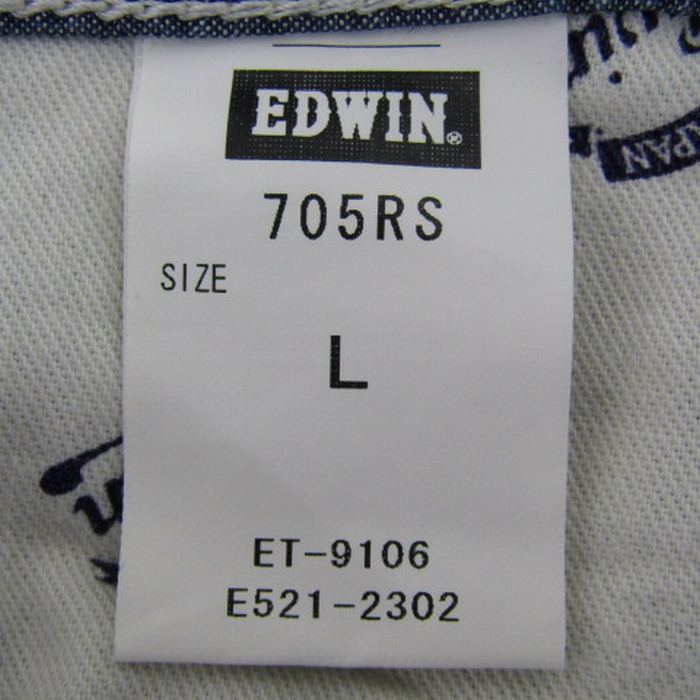 EDWIN®
705RS
SIZE
L
ET-9106
E521-2302